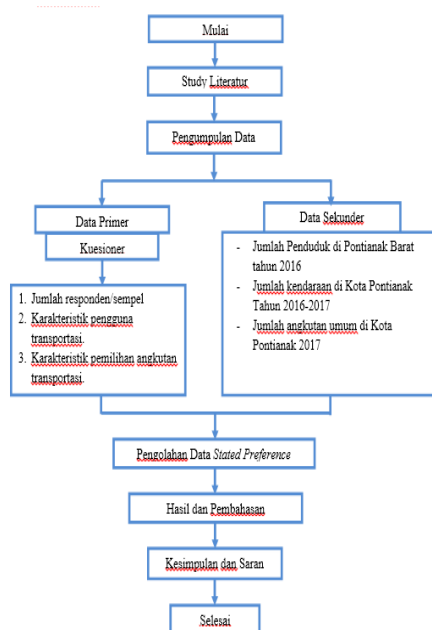 Mulai
Study Literatur
Pengumpulan Data
Data Primer
Kuesioner
1. Jumlah responden/sempel
2. Karakteristik pengguna
transportasi.
3. Karakteristik pemilihan angkutan
transportasi.
Data Sekunder
- Jumlah Penduduk di Pontianak Barat
tahun 2016
- Jumlah kendaraan di Kota Pontianak
Tahun 2016-2017
- Jumlah angkutan umum di Kota
Pontianak 2017
Pengolahan Data Stated Preference
Hasil dan Pembahasan
Kesimpulan dan Saran
Selesai